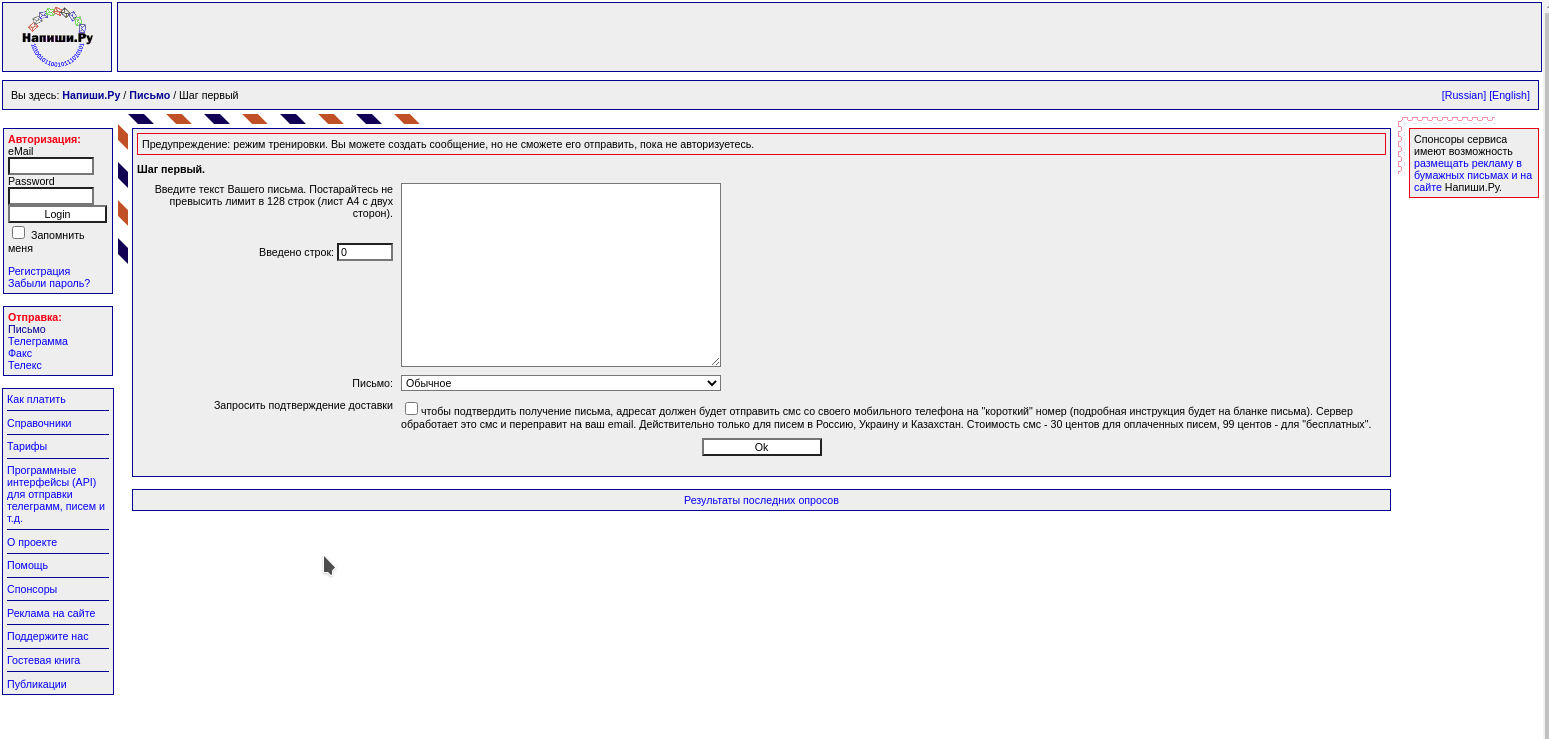 Напиши.Ру
Вы здесь: Напиши.Ру / Письмо / Шаг первый
[Russian] [English]
Авторизация:
eMail
Password
Login
Запомнить
меня
Регистрация
Забыли пароль?
Отправка:
Письмо
Телеграмма
Факс
Телекс
Как платить
Справочники
Тарифы
Программные
интерфейсы (API)
для отправки
телеграмм, писем и
т.д.
О проекте
Помощь
Спонсоры
Реклама на сайте
Поддержите нас
Гостевая книга
Публикации
Предупреждение: режим тренировки. Вы можете создать сообщение, но не сможете его отправить, пока не авторизуетесь.
Шаг первый.
Введите текст Вашего письма. Постарайтесь не
превысить лимит в 128 строк (лист А4 с двух
сторон).
Введено строк: 0
Письмо: Обычное
Запросить подтверждение доставки
чтобы подтвердить получение письма, адресат должен будет отправить смс со своего мобильного телефона на "короткий" номер (подробная инструкция будет на бланке письма). Сервер
обработает это смс и переправит на ваш email. Действительно только для писем в Россию, Украину и Казахстан. Стоимость смс - 30 центов для оплаченных писем, 99 центов - для "бесплатных".
Ok
Результаты последних опросов
Спонсоры сервиса
имеют возможность
размещать рекламу в
бумажных письмах и на
сайте Напиши.Ру.